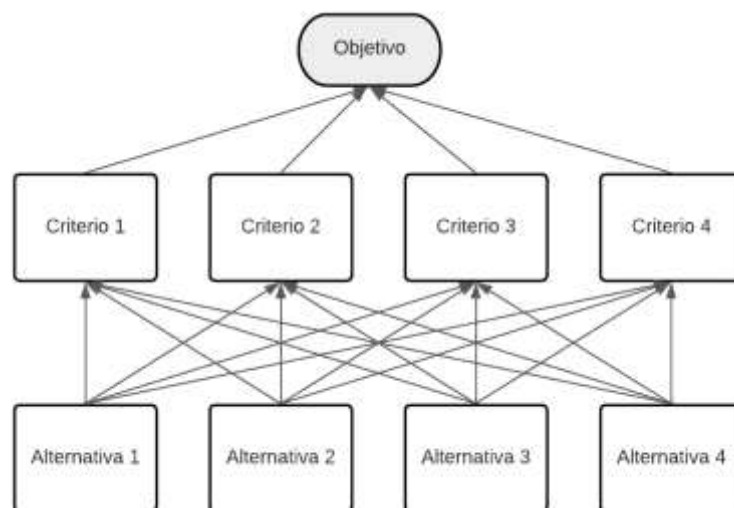 Objetivo
Criterio 1
Criterio 2
Criterio 3
Criterio 4
Alternativa 1
Alternativa 2
Alternativa 3
Alternativa 4